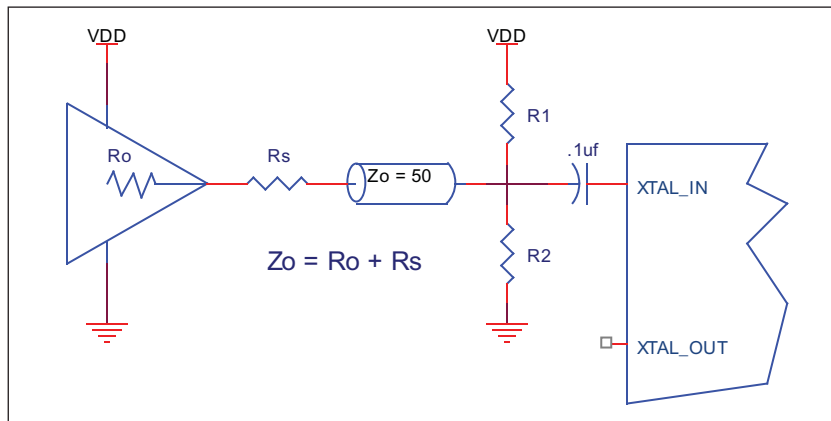 VDD
VDD
R1
Ro
Rs
.1uf
Zo = 50
XTAL_IN
Zo = Ro + Rs
R2
XTAL_OUT